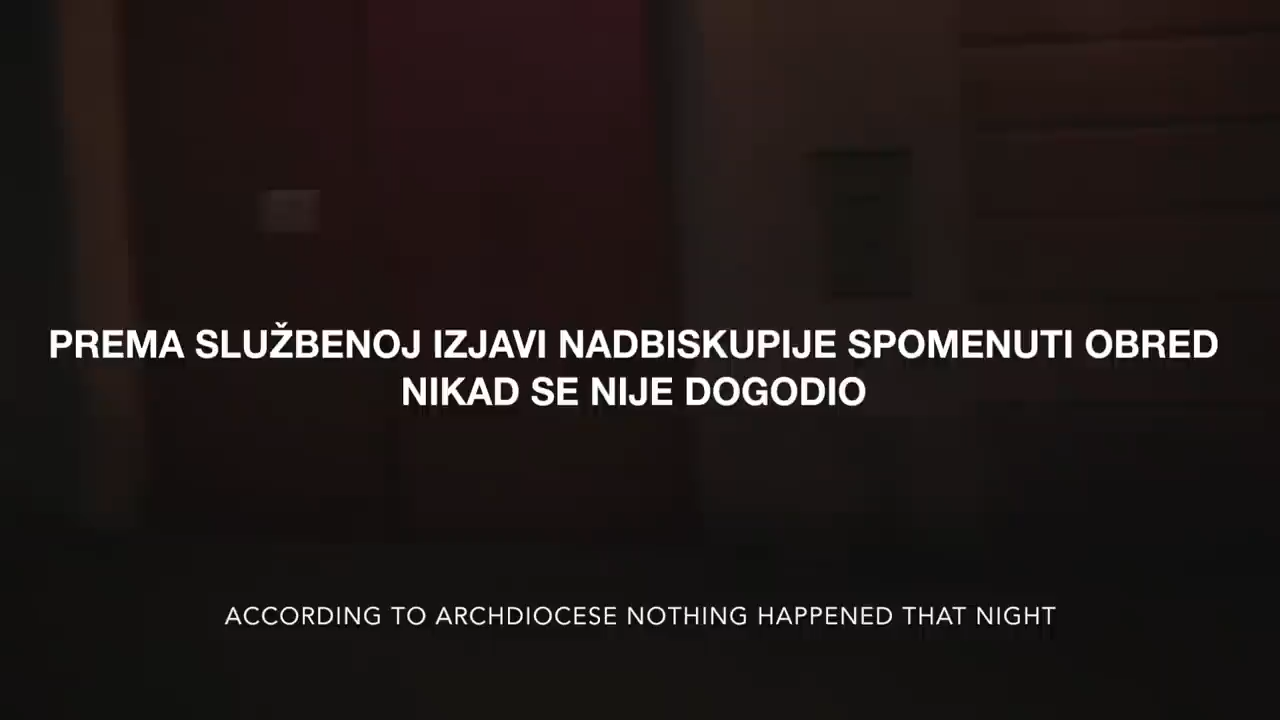 PREMA SLUŽBENOJ IZJAVI NADBISKUPIJE SPOMENUTI OBRED
NIKAD SE NIJE DOGODIO
ACCORDING TO ARCHDIOCESE NOTHING HAPPENED THAT NIGHT